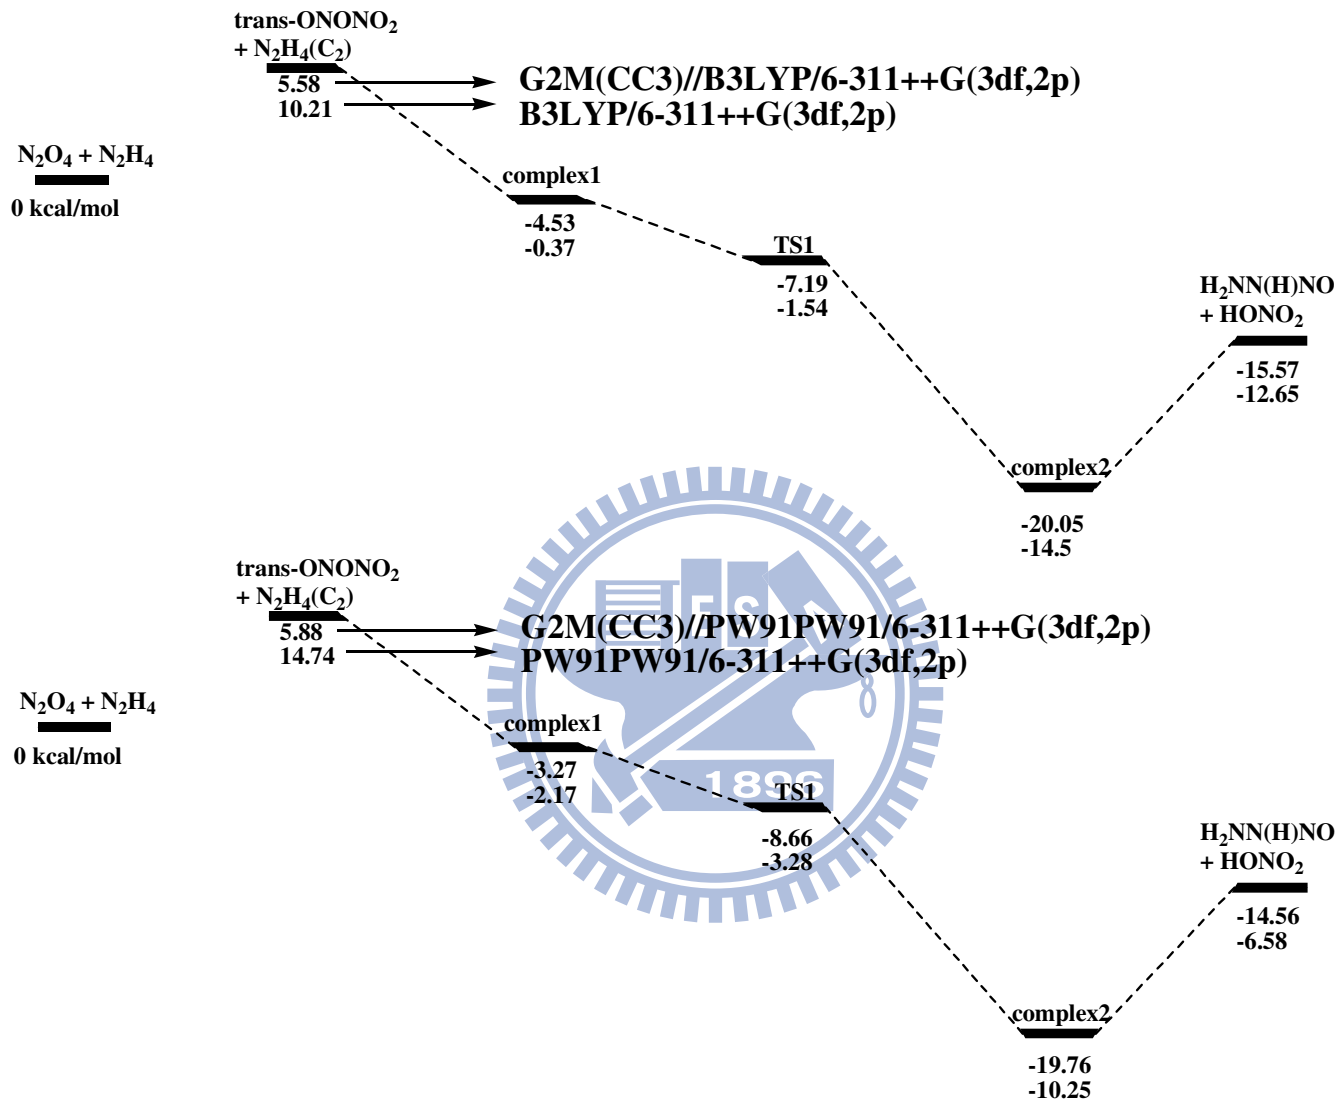 trans-ONONO₂
+ N₂H₄(C₂)
5.58
G2M(CC3)//B3LYP/6-311++G(3df,2p)
10.21
B3LYP/6-311++G(3df,2p)
N₂O₄ + N₂H₄
0 kcal/mol
complex1
-4.53
-0.37
TS1
-7.19
-1.54
H₂NN(H)NO
+ HONO₂
-15.57
-12.65
complex2
-20.05
-14.5
trans-ONONO₂
+ N₂H₄(C₂)
5.88
G2M(CC3)//PW91PW91/6-311++G(3df,2p)
14.74
PW91PW91/6-311++G(3df,2p)
N₂O₄ + N₂H₄
0 kcal/mol
complex1
-3.27
-2.17
TS1
-8.66
-3.28
H₂NN(H)NO
+ HONO₂
-14.56
-6.58
complex2
-19.76
-10.25
ES
1896